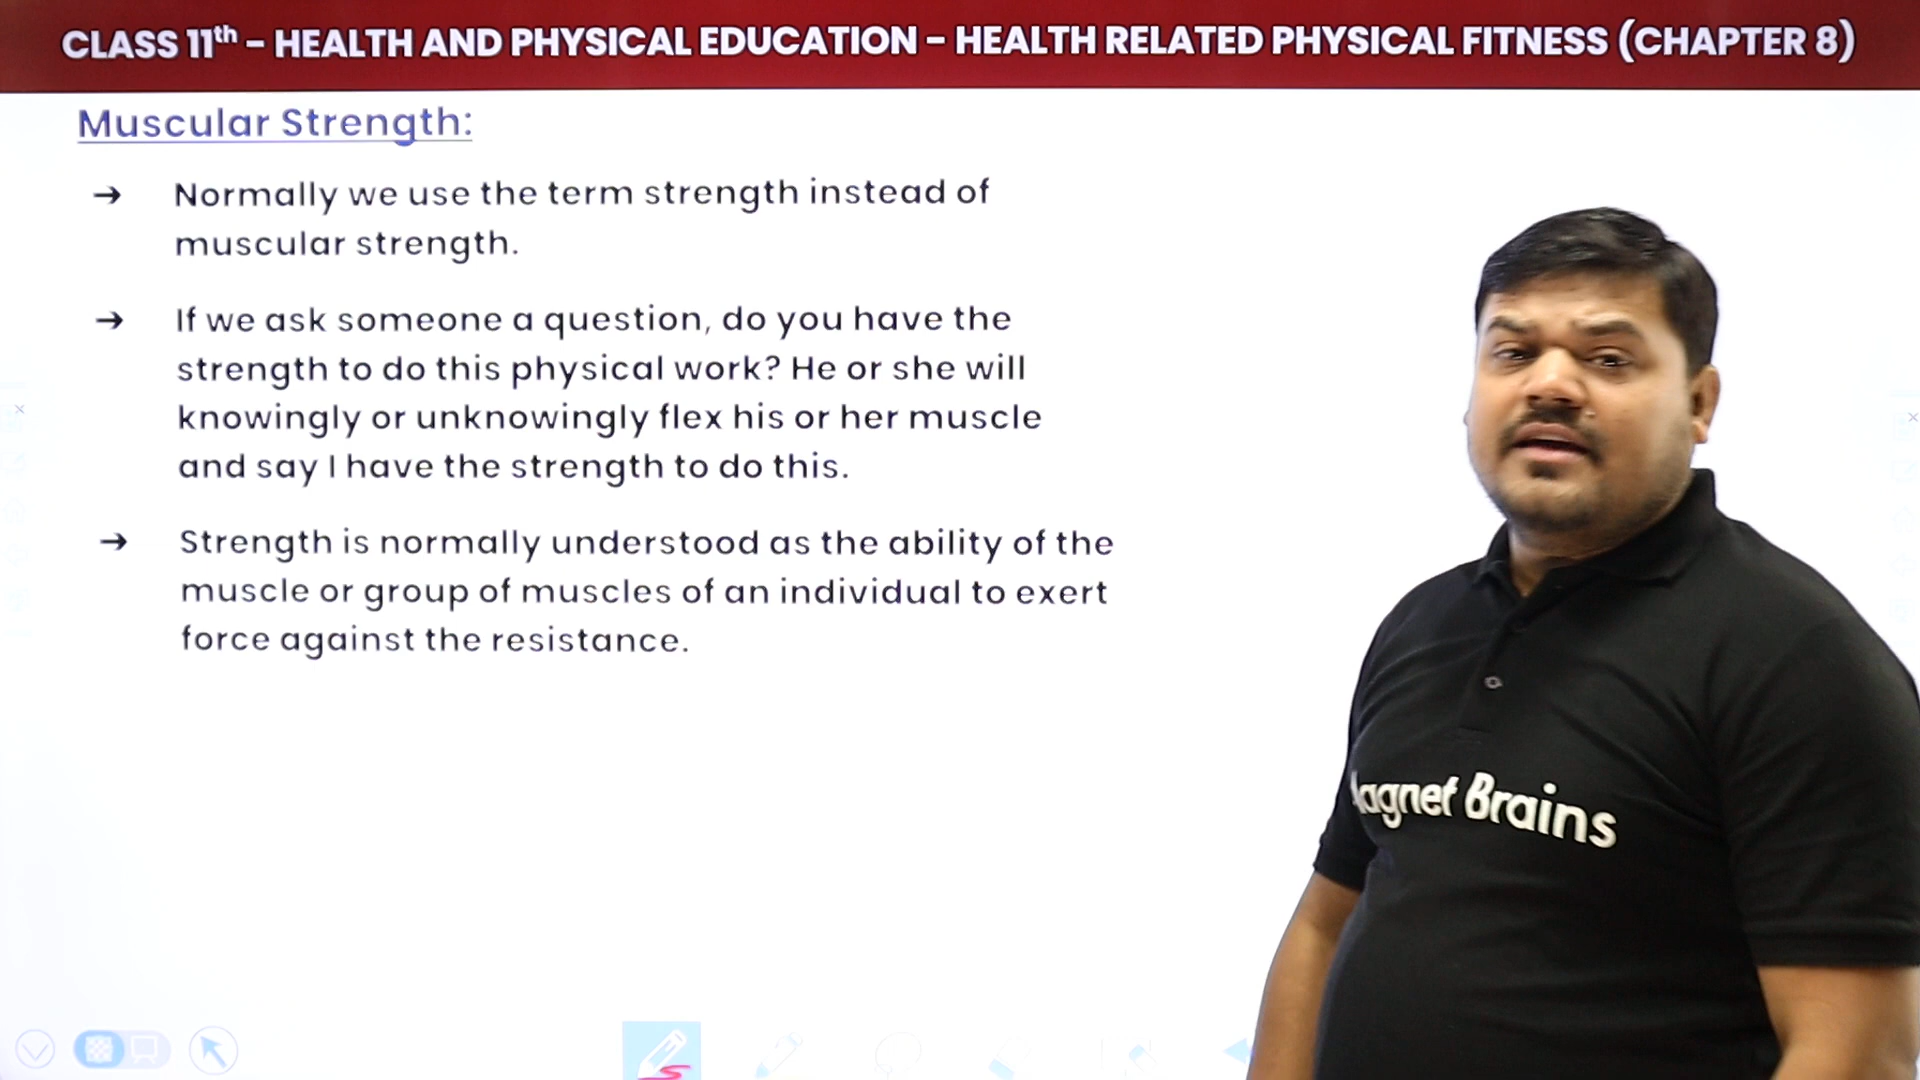 CLASS 11th - HEALTH AND PHYSICAL EDUCATION - HEALTH RELATED PHYSICAL FITNESS (CHAPTER 8)
Muscular Strength:
→ Normally we use the term strength instead of
muscular strength.
→ If we ask someone a question, do you have the
strength to do this physical work? He or she will
knowingly or unknowingly flex his or her muscle
and say I have the strength to do this.
→ Strength is normally understood as the ability of the
muscle or group of muscles of an individual to exert
force against the resistance.
agnet Brains